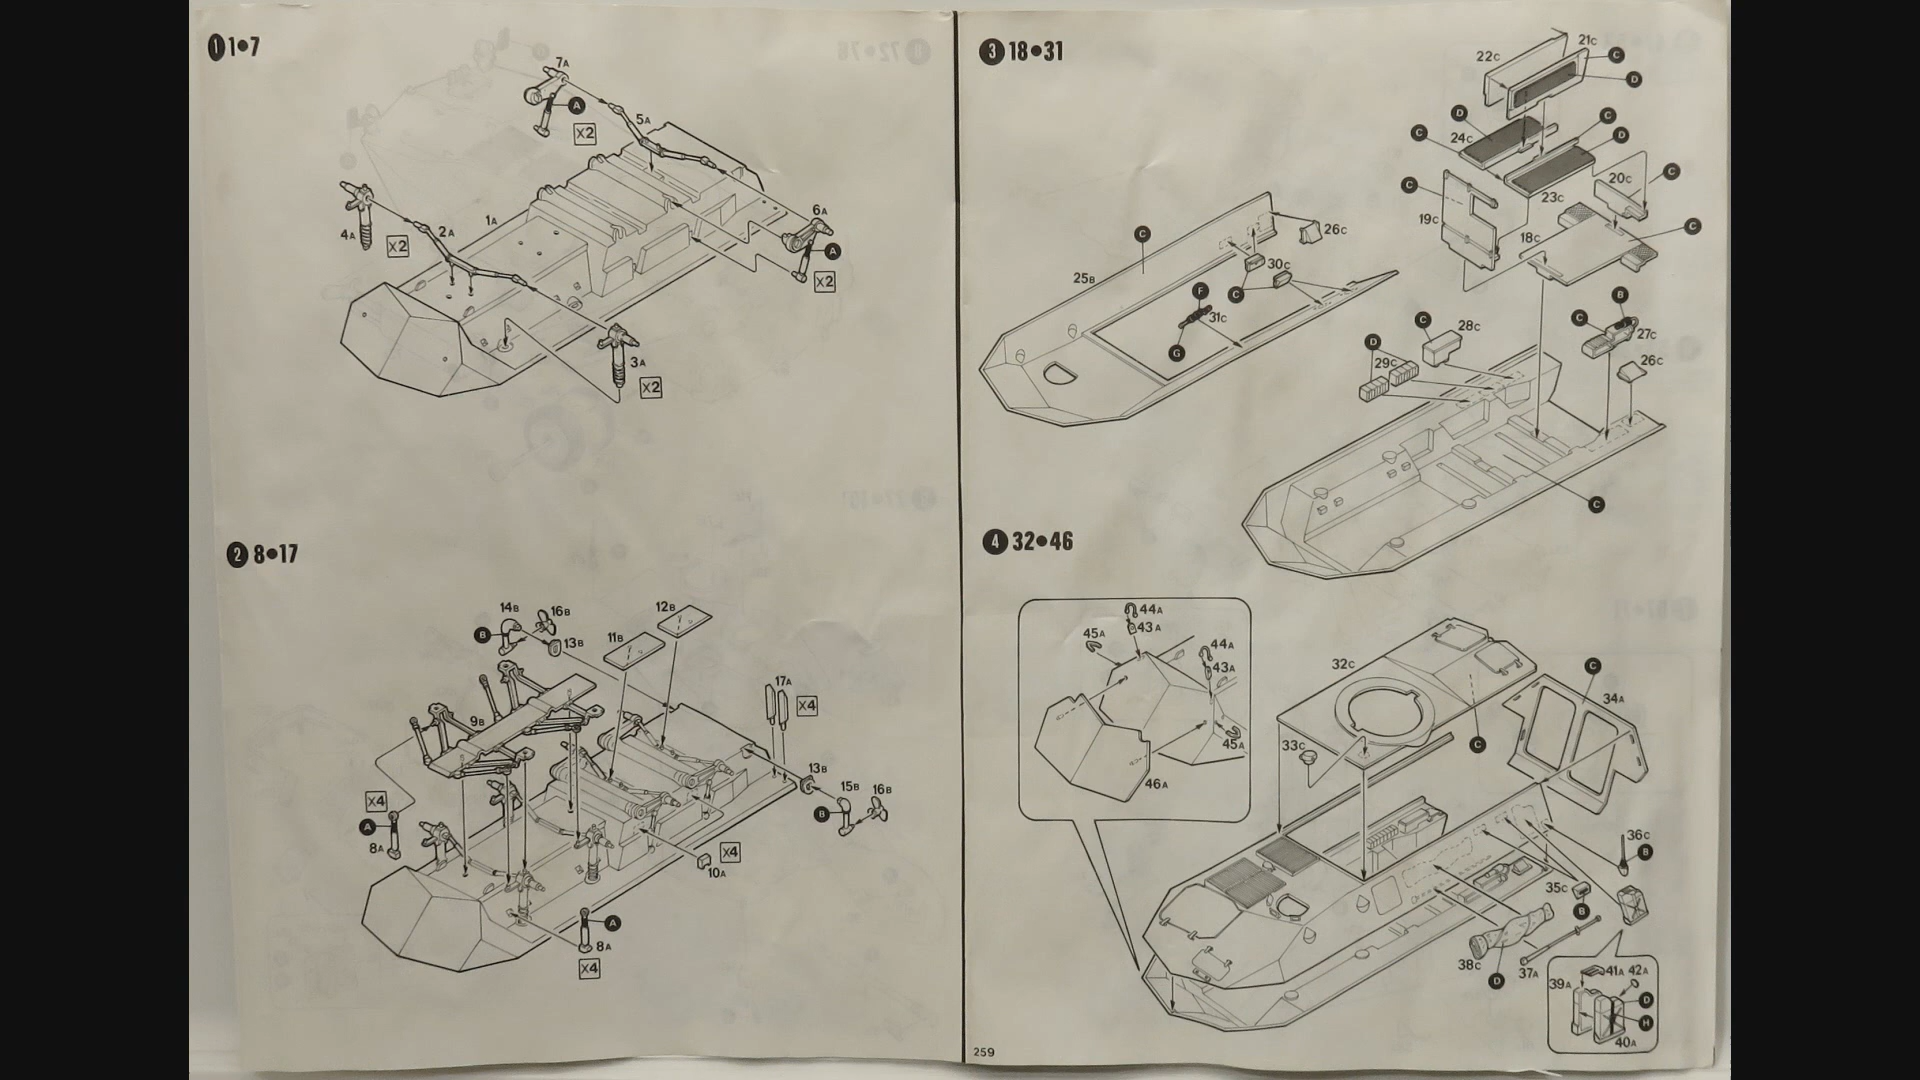 1 1•7
7A
A
X2
5A
4A
X2
2A
1A
6A
A
X2
3A
X2
2 8•17
14B
16B
B
13B
12B
11B
17A
X4
9B
X4
A
8A
13B
15B
16B
B
X4
10A
A
8A
X4
3 18•31
22C
21C
C
D
D
C
24C
C
D
C
20C
C
19C
23C
18C
C
C
26C
25B
30C
C
F
31C
G
B
C
27C
26C
C
28C
D
29C
C
4 32•46
44A
43A
45A
44A
43A
45A
46A
32C
C
34A
33C
C
36C
B
35C
B
38C
37A
D
39A
41A
42A
D
H
40A
259